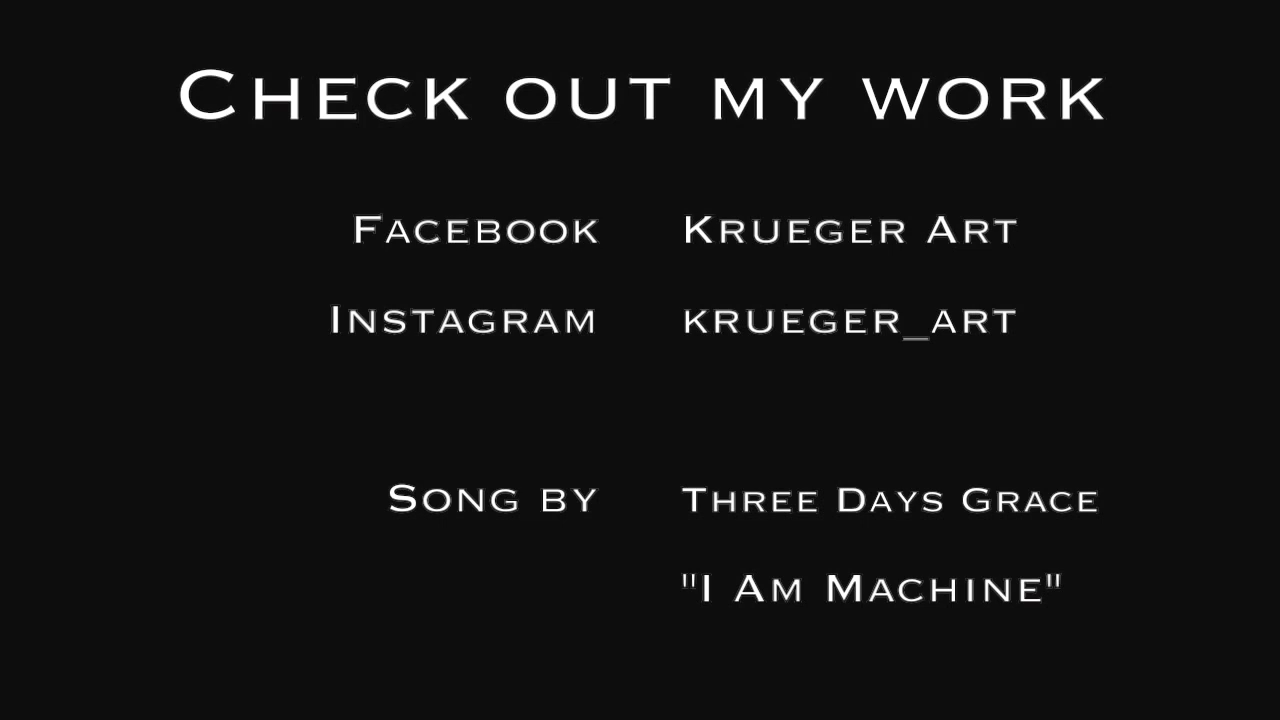 Check out my work
Facebook Krueger Art
Instagram krueger_art
Song by Three Days Grace
"I Am Machine"